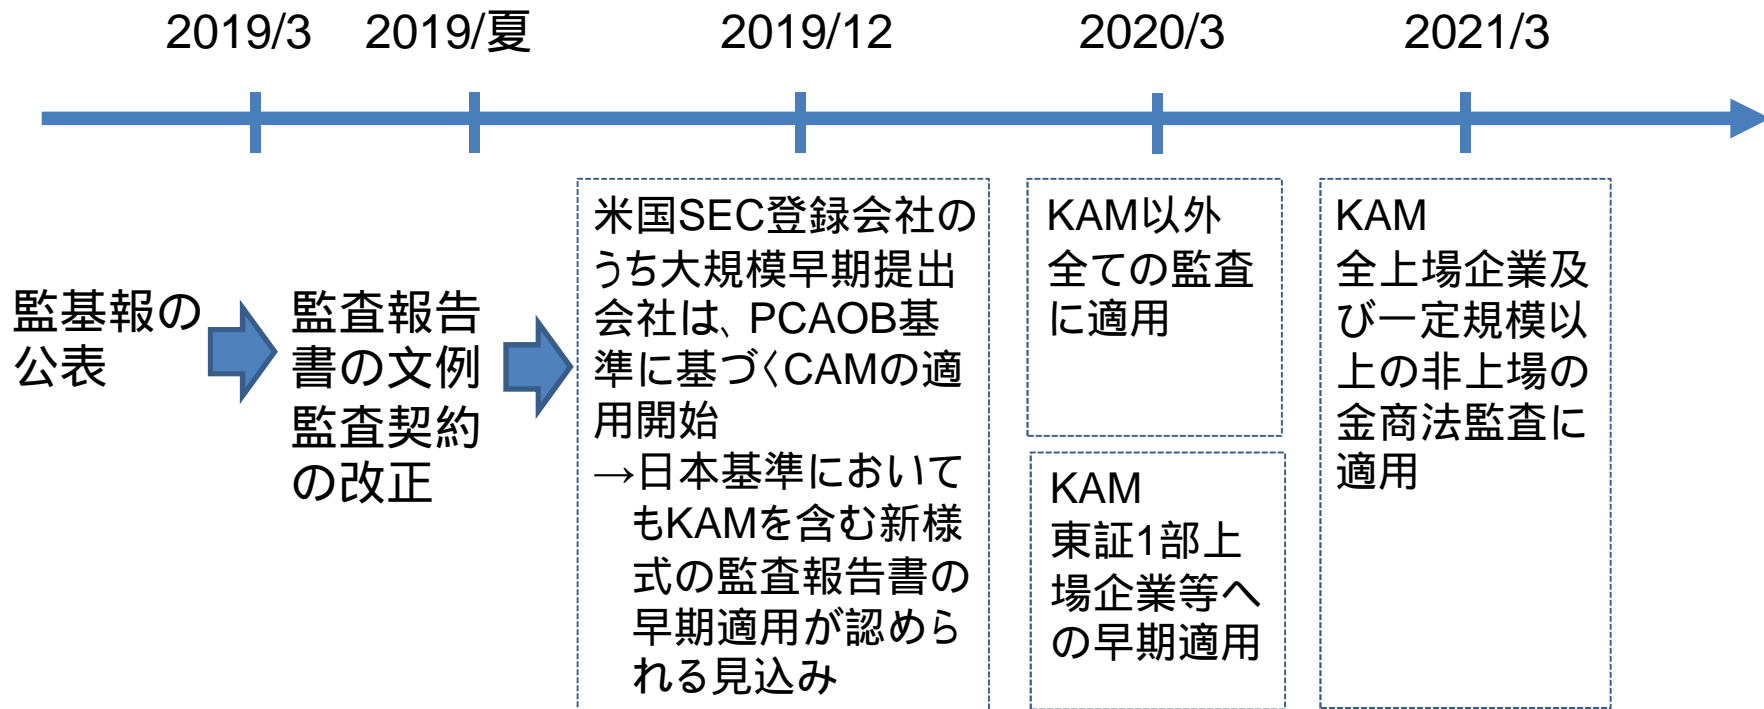 2019/3
2019/夏
2019/12
2020/3
2021/3
監基報の
公表
監査報告
書の文例
監査契約
の改正
米国SEC登録会社の
うち大規模早期提出
会社は、PCAOB基
準に基づくCAMの適
用開始
→日本基準において
もKAMを含む新様
式の監査報告書の
早期適用が認めら
れる見込み
KAM以外
全ての監査
に適用
KAM
東証1部上
場企業等へ
の早期適用
KAM
全上場企業及
び一定規模以
上の非上場の
金商法監査に
適用